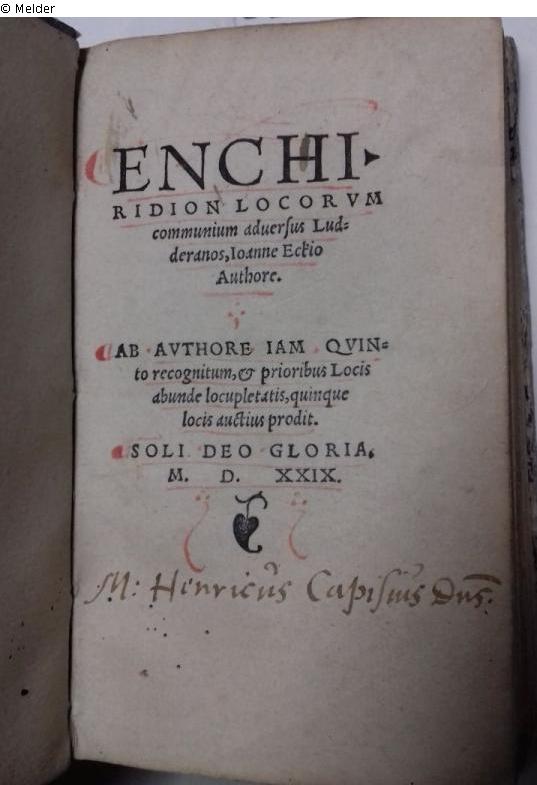 © Melder
ENCHI-
RIDION LOCORVM
communium aduerſus Lud-
deranos, Ioanne Eckio
Authore.
AB AVTHORE IAM QVIN-
to recognitum, & prioribus Locis
abunde locupletatis, quinque
locis auctius prodit.
SOLI DEO GLORIA,
M. D. XXIX.
M: Henricus Capiſius Dns̄: